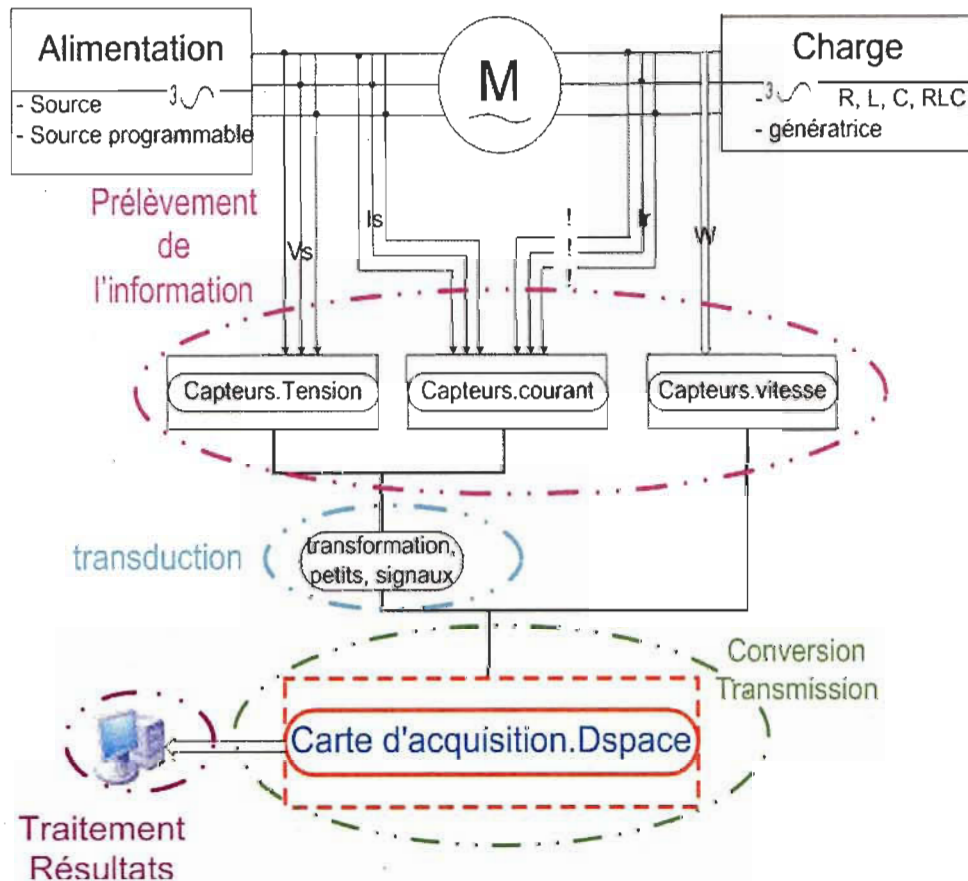 Alimentation
3
- Source
- Source programmable
M
Charge
3
- R, L, C, RLC
- génératrice
Prélèvement
de
l'information
Vs
Is
Ir
W
Capteurs.Tension
Capteurs.courant
Capteurs.vitesse
transduction
transformation,
petits, signaux
Conversion
Transmission
Carte d'acquisition.Dspace
Traitement
Résultats